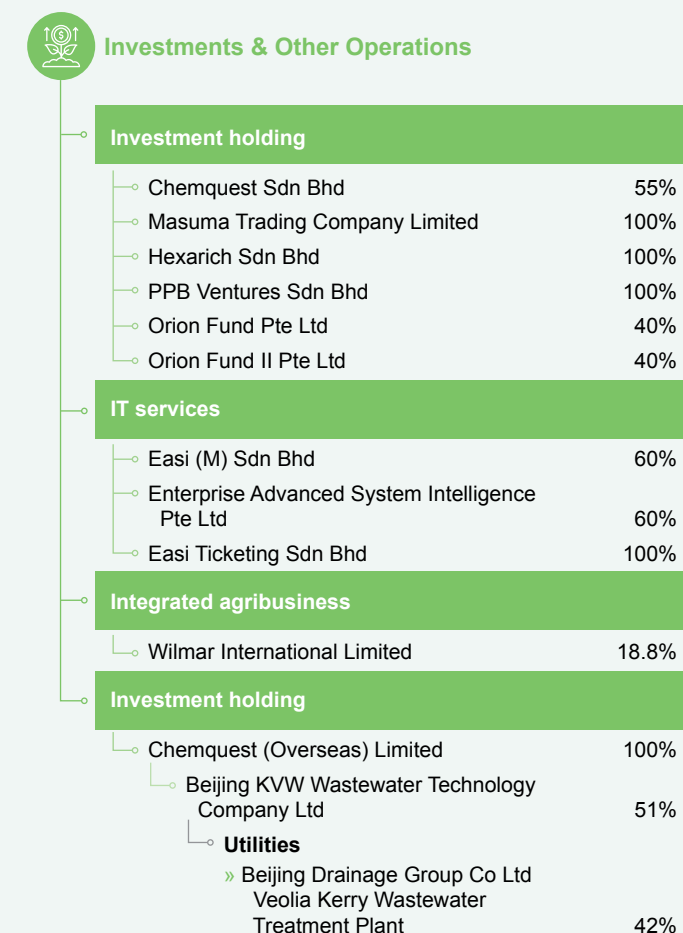 Investments & Other Operations
Investment holding
Chemquest Sdn Bhd 55%
Masuma Trading Company Limited 100%
Hexarich Sdn Bhd 100%
PPB Ventures Sdn Bhd 100%
Orion Fund Pte Ltd 40%
Orion Fund II Pte Ltd 40%
IT services
Easi (M) Sdn Bhd 60%
Enterprise Advanced System Intelligence
Pte Ltd 60%
Easi Ticketing Sdn Bhd 100%
Integrated agribusiness
Wilmar International Limited 18.8%
Investment holding
Chemquest (Overseas) Limited 100%
Beijing KVW Wastewater Technology
Company Ltd 51%
Utilities
» Beijing Drainage Group Co Ltd
Veolia Kerry Wastewater
Treatment Plant 42%